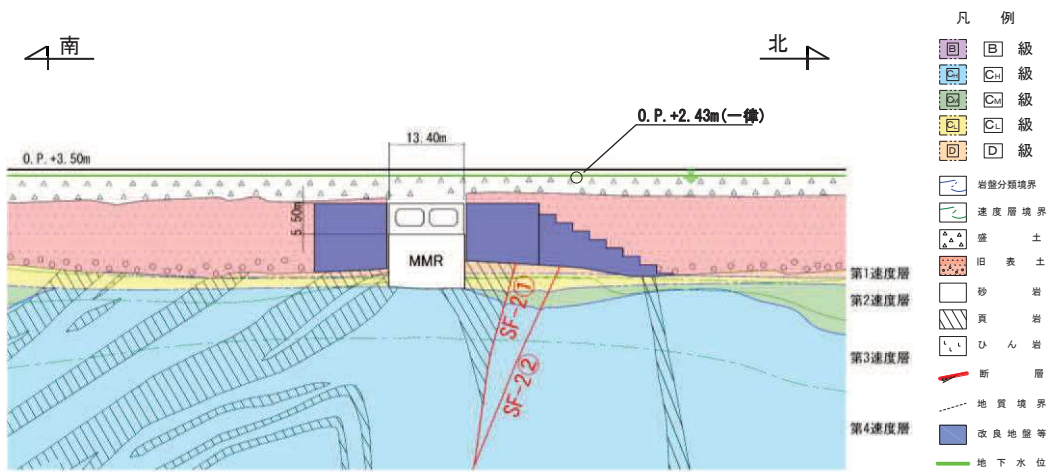 南
北
O.P.+2.43m(一律)
13.40m
O.P.+3.50m
5.50m
MMR
SF-2①
SF-2②
第1速度層
第2速度層
第3速度層
第4速度層
凡 例
B B 級
CH CH 級
CM CM 級
CL CL 級
D D 級
岩盤分類境界
速度層境界
盛土
旧表土
砂岩
頁岩
ひん岩
断層
地質境界
改良地盤等
地下水位